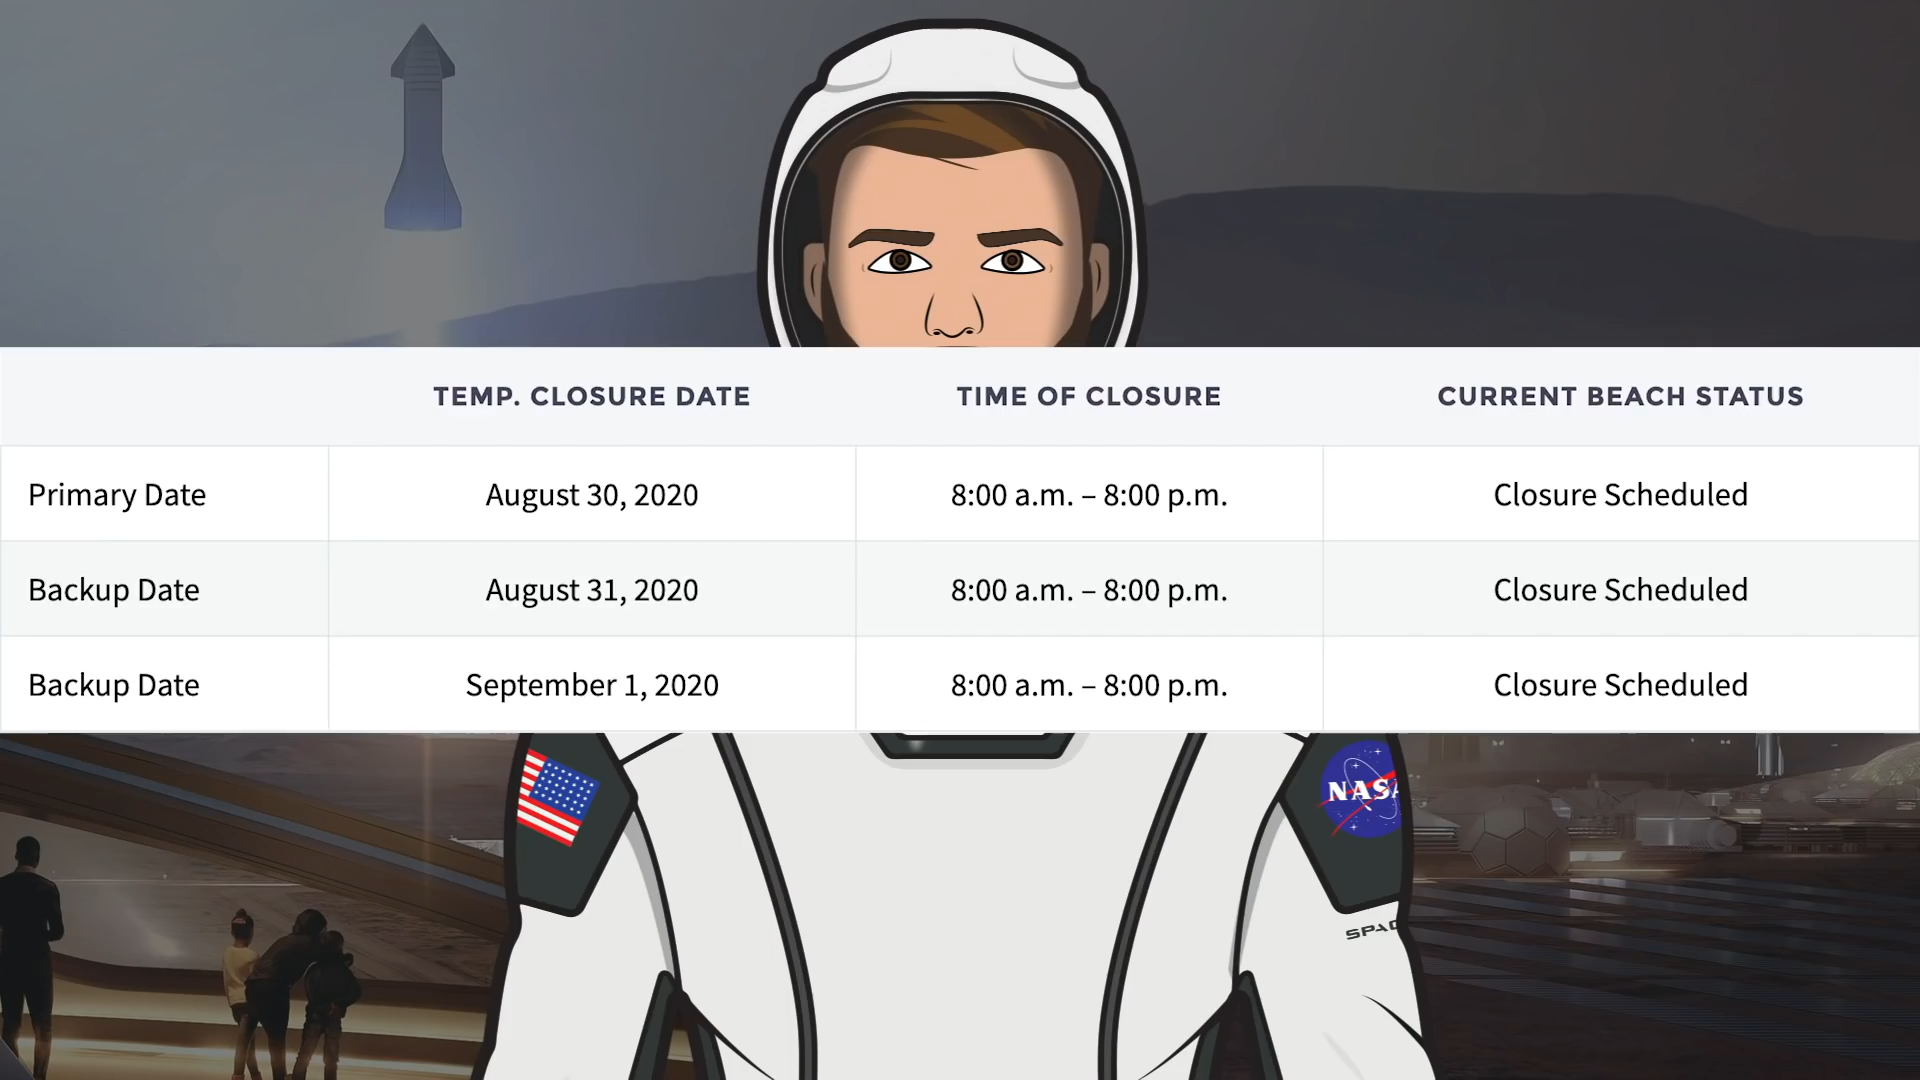 TEMP. CLOSURE DATE TIME OF CLOSURE CURRENT BEACH STATUS
Primary Date August 30, 2020 8:00 a.m. – 8:00 p.m. Closure Scheduled
Backup Date August 31, 2020 8:00 a.m. – 8:00 p.m. Closure Scheduled
Backup Date September 1, 2020 8:00 a.m. – 8:00 p.m. Closure Scheduled
NASA
SPAC